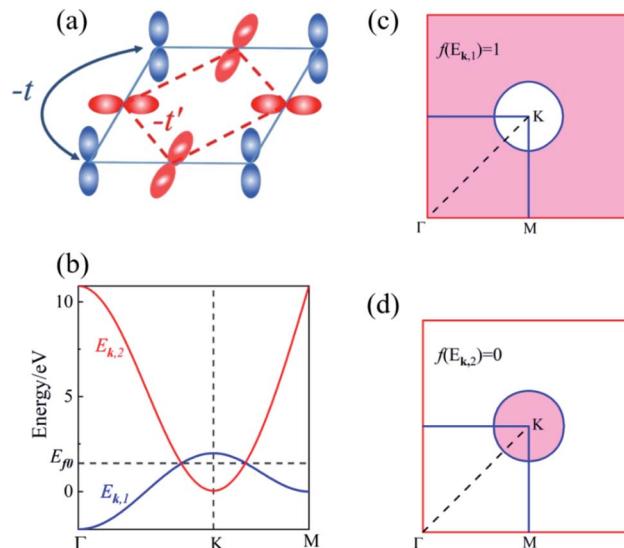 (a)
-t
-t'
(b)
Energy/eV
10
5
0
E_{f0}
E_{k,2}
E_{k,1}
Γ
K
M
(c)
f(E_{k,1})=1
K
Γ
M
(d)
f(E_{k,2})=0
K
Γ
M